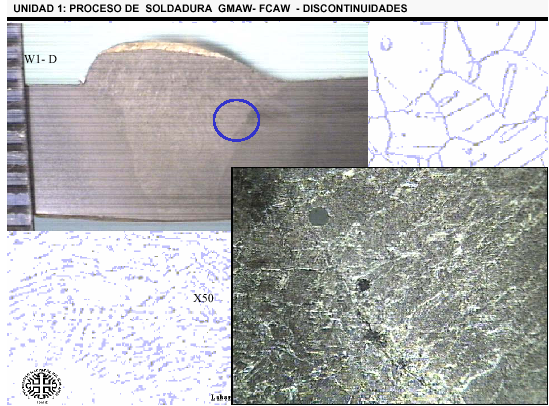 UNIDAD 1: PROCESO DE SOLDADURA GMAW- FCAW - DISCONTINUIDADES
W1- D
X50